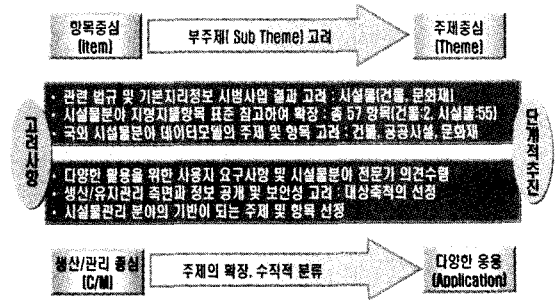 항목중심
(Item)
부주제( Sub Theme) 고려
주제중심
(Theme)
고려사항
· 관련 법규 및 기본지리정보 시범사업 결과 고려 : 시설물(건물, 문화재)
· 시설물분야 지형지물항목 표준 참고하여 확장 : 총 57 항목(건물:2, 시설물:55)
· 국외 시설물분야 데이터모델의 주제 및 항목 고려 : 건물, 공공시설, 문화재
· 다양한 활용을 위한 사용자 요구사항 및 시설물분야 전문가 의견수렴
· 생산/유지관리 측면과 정보 공개 및 보안성 고려 : 대상축척의 선정
· 시설물관리 분야의 기반이 되는 주제 및 항목 선정
단계적 추진
생산/관리 중심
(C/M)
주제의 확장, 수직적 분류
다양한 응용
(Application)